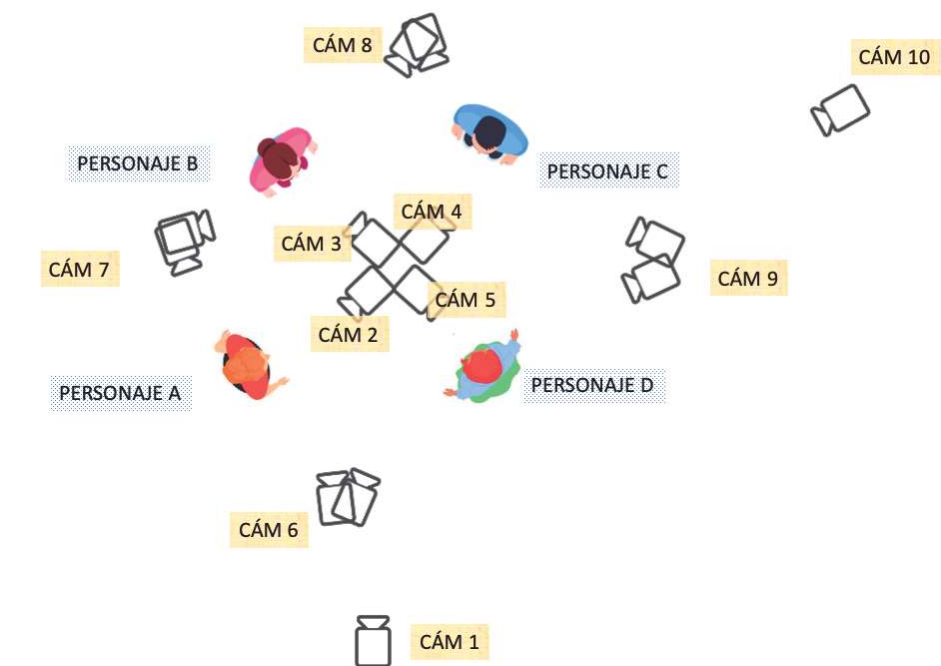 CÁM 8
CÁM 10
PERSONAJE B
PERSONAJE C
CÁM 4
CÁM 3
CÁM 7
CÁM 9
CÁM 5
CÁM 2
PERSONAJE A
PERSONAJE D
CÁM 6
CÁM 1